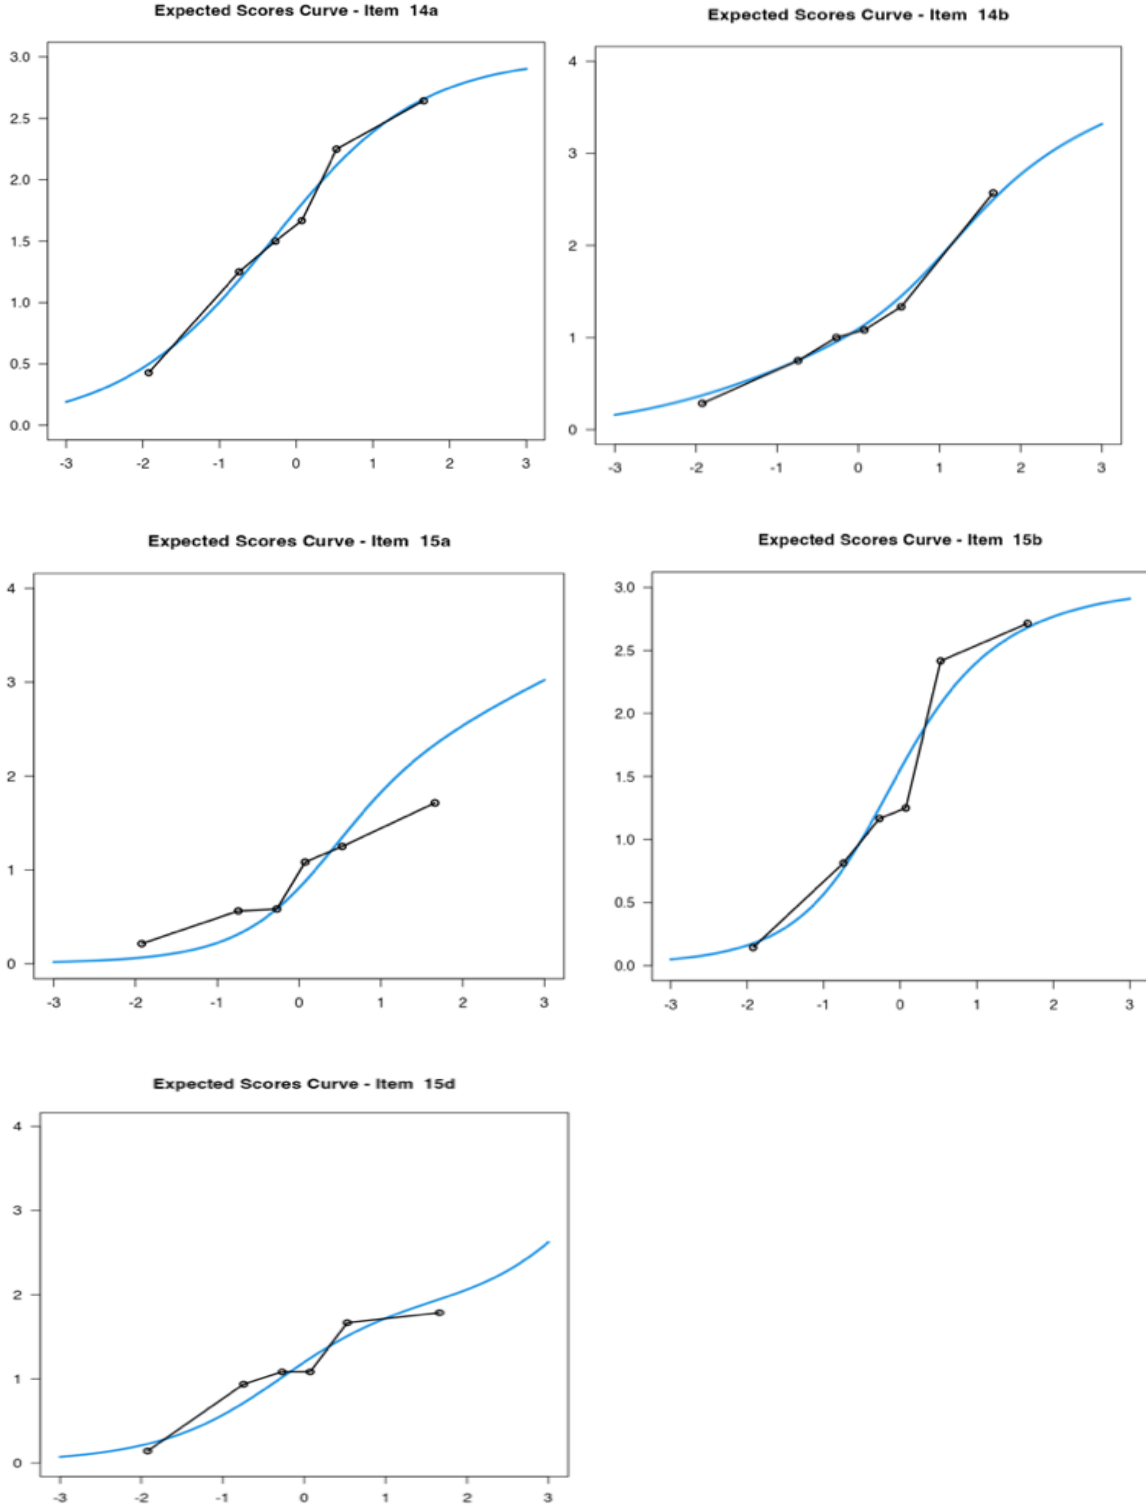 Expected Scores Curve - Item 14a
3.0
2.5
2.0
1.5
1.0
0.5
0.0
-3 -2 -1 0 1 2 3
Expected Scores Curve - Item 14b
4
3
2
1
0
-3 -2 -1 0 1 2 3
Expected Scores Curve - Item 15a
4
3
2
1
0
-3 -2 -1 0 1 2 3
Expected Scores Curve - Item 15b
3.0
2.5
2.0
1.5
1.0
0.5
0.0
-3 -2 -1 0 1 2 3
Expected Scores Curve - Item 15d
4
3
2
1
0
-3 -2 -1 0 1 2 3